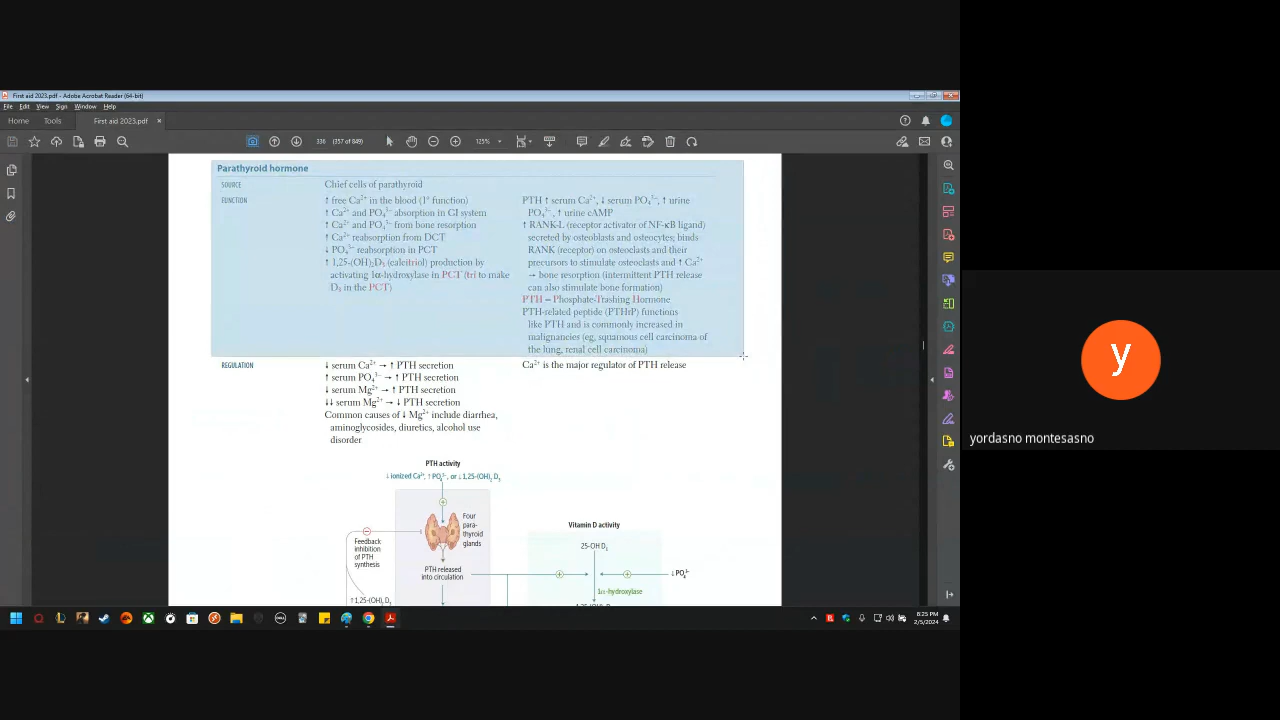 First aid 2023.pdf - Adobe Acrobat Reader (64-bit)
File Edit View Sign Window Help
Home Tools First aid 2023.pdf ×
336 (357 of 849) 125%
Parathyroid hormone
SOURCE Chief cells of parathyroid
FUNCTION
↑ free Ca²⁺ in the blood (1° function)
↑ Ca²⁺ and PO₄³⁻ absorption in GI system
↑ Ca²⁺ and PO₄³⁻ from bone resorption
↑ Ca²⁺ reabsorption from DCT
↓ PO₄³⁻ reabsorption in PCT
↑ 1,25-(OH)₂D₃ (calcitriol) production by
activating 1α-hydroxylase in PCT (tri to make
D₃ in the PCT)
PTH ↑ serum Ca²⁺, ↓ serum PO₄³⁻, ↑ urine
PO₄³⁻, ↑ urine cAMP
↑ RANK-L (receptor activator of NF-κB ligand)
secreted by osteoblasts and osteocytes; binds
RANK (receptor) on osteoclasts and their
precursors to stimulate osteoclasts and ↑ Ca²⁺
→ bone resorption (intermittent PTH release
can also stimulate bone formation)
PTH = Phosphate-Trashing Hormone
PTH-related peptide (PTHrP) functions
like PTH and is commonly increased in
malignancies (eg, squamous cell carcinoma of
the lung, renal cell carcinoma)
REGULATION
↓ serum Ca²⁺ → ↑ PTH secretion
↑ serum PO₄³⁻ → ↑ PTH secretion
↓ serum Mg²⁺ → ↑ PTH secretion
↓↓ serum Mg²⁺ → ↓ PTH secretion
Common causes of ↓ Mg²⁺ include diarrhea,
aminoglycosides, diuretics, alcohol use
disorder
Ca²⁺ is the major regulator of PTH release
PTH activity
↓ ionized Ca²⁺, ↑ PO₄³⁻, or ↓ 1,25-(OH)₂ D₃
Four
para-
thyroid
glands
Feedback
inhibition
of PTH
synthesis
PTH released
into circulation
↑ 1,25-(OH)₂ D₃
Vitamin D activity
25-OH D₃
↓ PO₄³⁻
1α-hydroxylase
8:25 PM
2/5/2024
y
yordasno montesasno